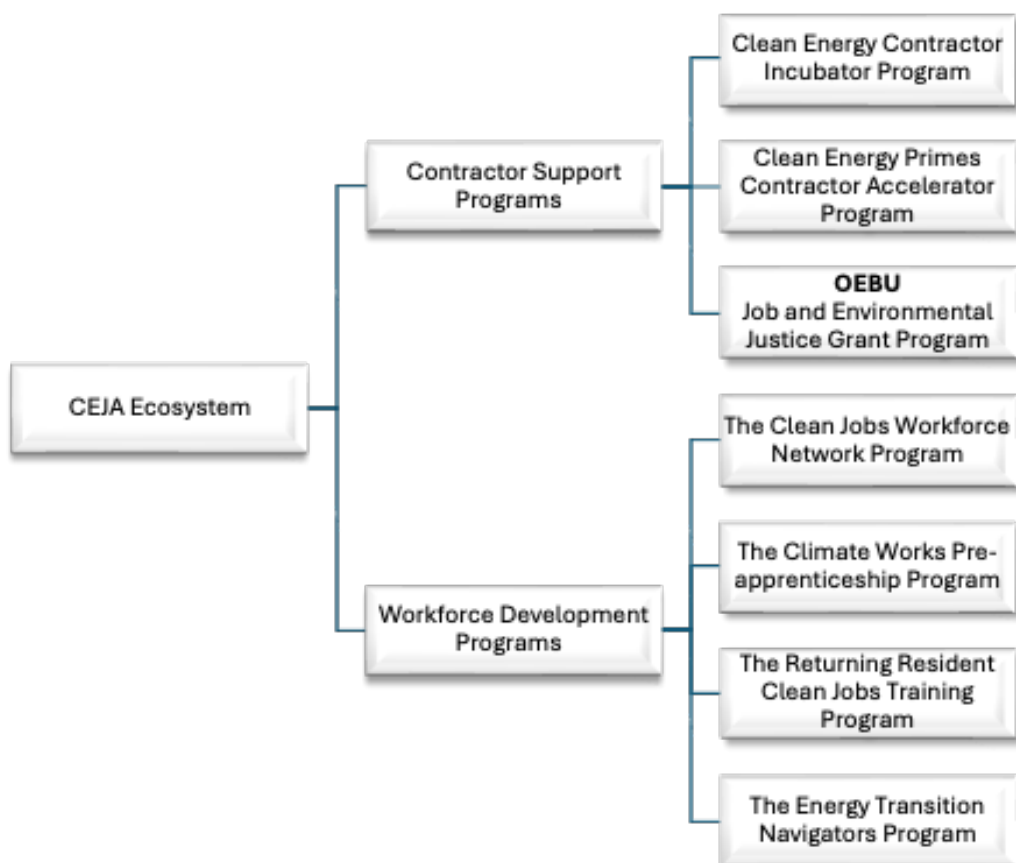 Clean Energy Contractor
Incubator Program
Contractor Support
Programs
Clean Energy Primes
Contractor Accelerator
Program
OEBU
Job and Environmental
Justice Grant Program
CEJA Ecosystem
The Clean Jobs Workforce
Network Program
The Climate Works Pre-
apprenticeship Program
Workforce Development
Programs
The Returning Resident
Clean Jobs Training
Program
The Energy Transition
Navigators Program